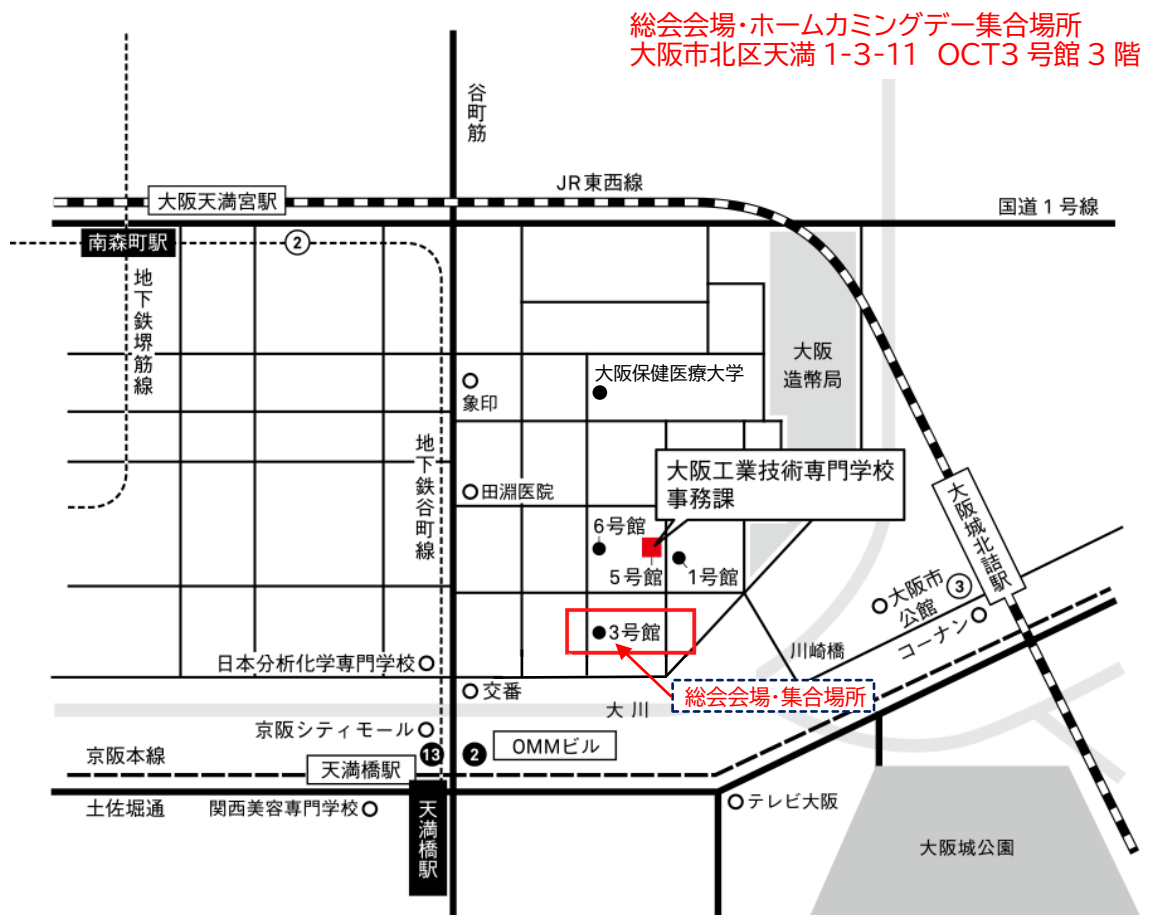 総会会場・ホームカミングデー集合場所
大阪市北区天満1-3-11 OCT3号館3階
谷町筋
JR東西線
大阪天満宮駅
国道1号線
南森町駅
②
地下鉄堺筋線
大阪
造幣局
大阪保健医療大学
象印
地下鉄谷町線
大阪工業技術専門学校
事務課
田淵医院
大阪城北詰駅
6号館
5号館
1号館
大阪市
公館
③
コーナン
3号館
川崎橋
日本分析化学専門学校
交番
総会会場・集合場所
大川
京阪シティモール
13
2
OMMビル
京阪本線
天満橋駅
土佐堀通
関西美容専門学校
天満橋駅
テレビ大阪
大阪城公園